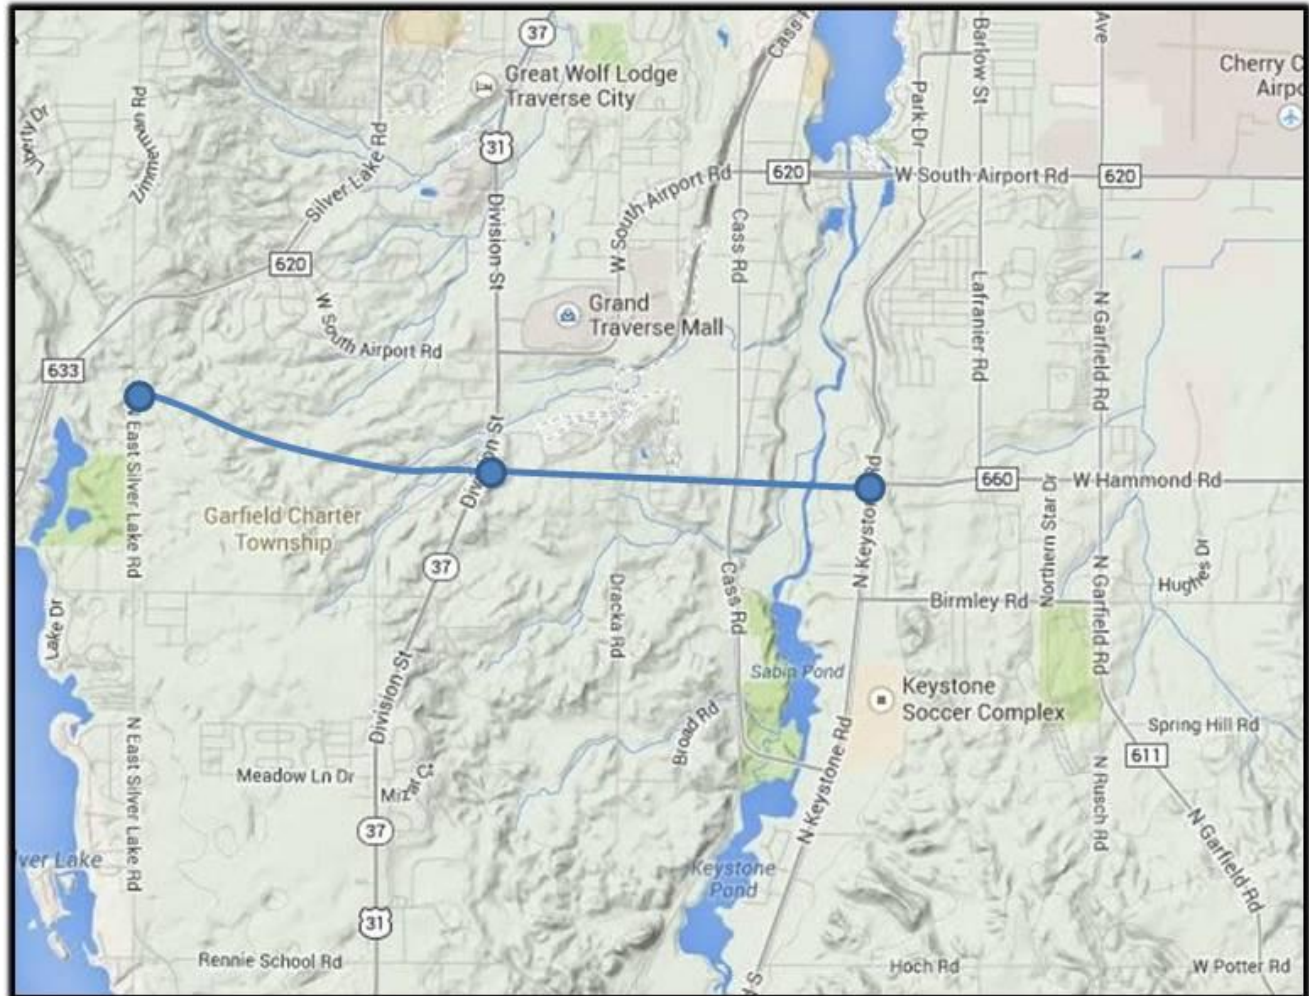 37
Cass R
Ave
Barlow St
Great Wolf Lodge
Traverse City
Cherry C
Airpo
Liberty Dr
Zimmerman Rd
Park Dr
31
Silver Lake Rd
W South Airport Rd
620
W South Airport Rd
620
Division St
Cass Rd
620
W South Airport Rd
Grand
Traverse Mall
Lafranier Rd
N Garfield Rd
633
N East Silver Lake Rd
Division St
N Keystone Rd
660
W Hammond Rd
Garfield Charter
Township
Northern Star Dr
37
Cass Rd
Dracka Rd
N Garfield Rd
Hughes Dr
Birmley Rd
Lake Dr
Division St
Sabin Pond
Keystone
Soccer Complex
Broad Rd
N Keystone Rd
Spring Hill Rd
611
N East Silver Lake Rd
Meadow Ln Dr
Mizar Ct
N Rusch Rd
37
N Garfield Rd
ver Lake
Keystone
Pond
31
Rennie School Rd
Hoch Rd
W Potter Rd
d S